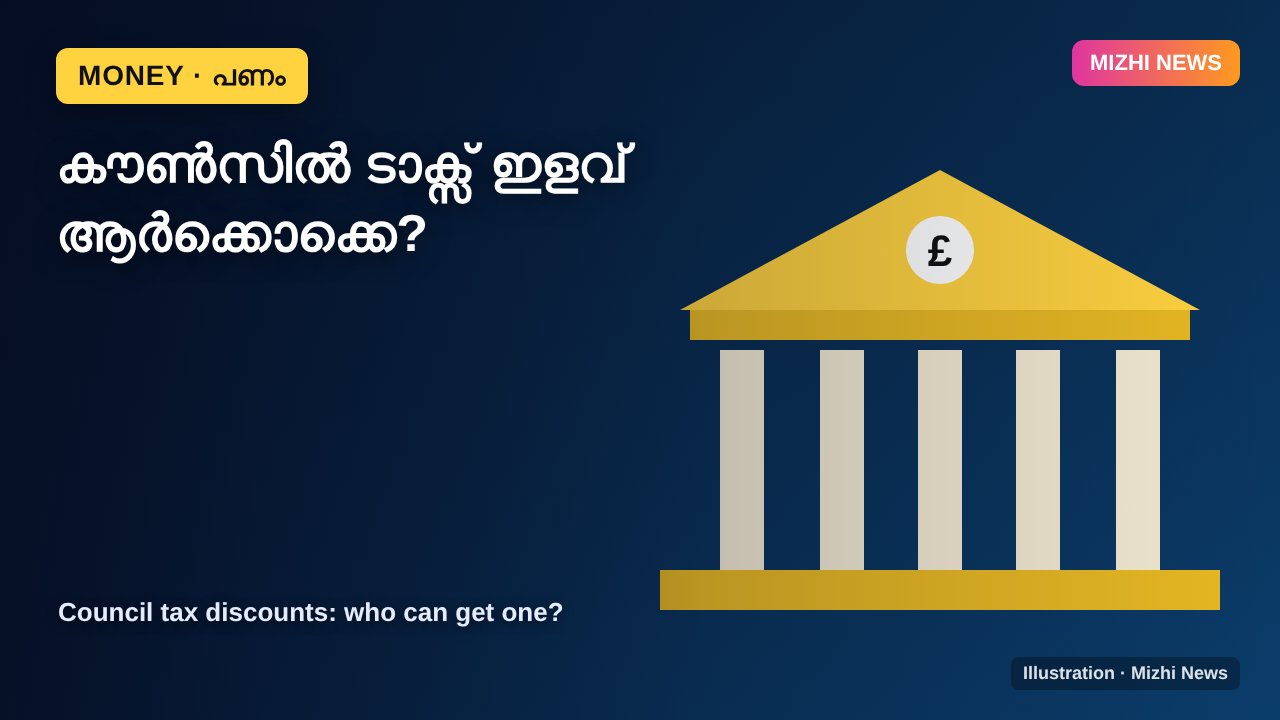 MONEY · പണം
MIZHI NEWS
കൗൺസിൽ ടാക്സ് ഇളവ്
ആർക്കൊക്കെ?
£
Council tax discounts: who can get one?
Illustration · Mizhi News